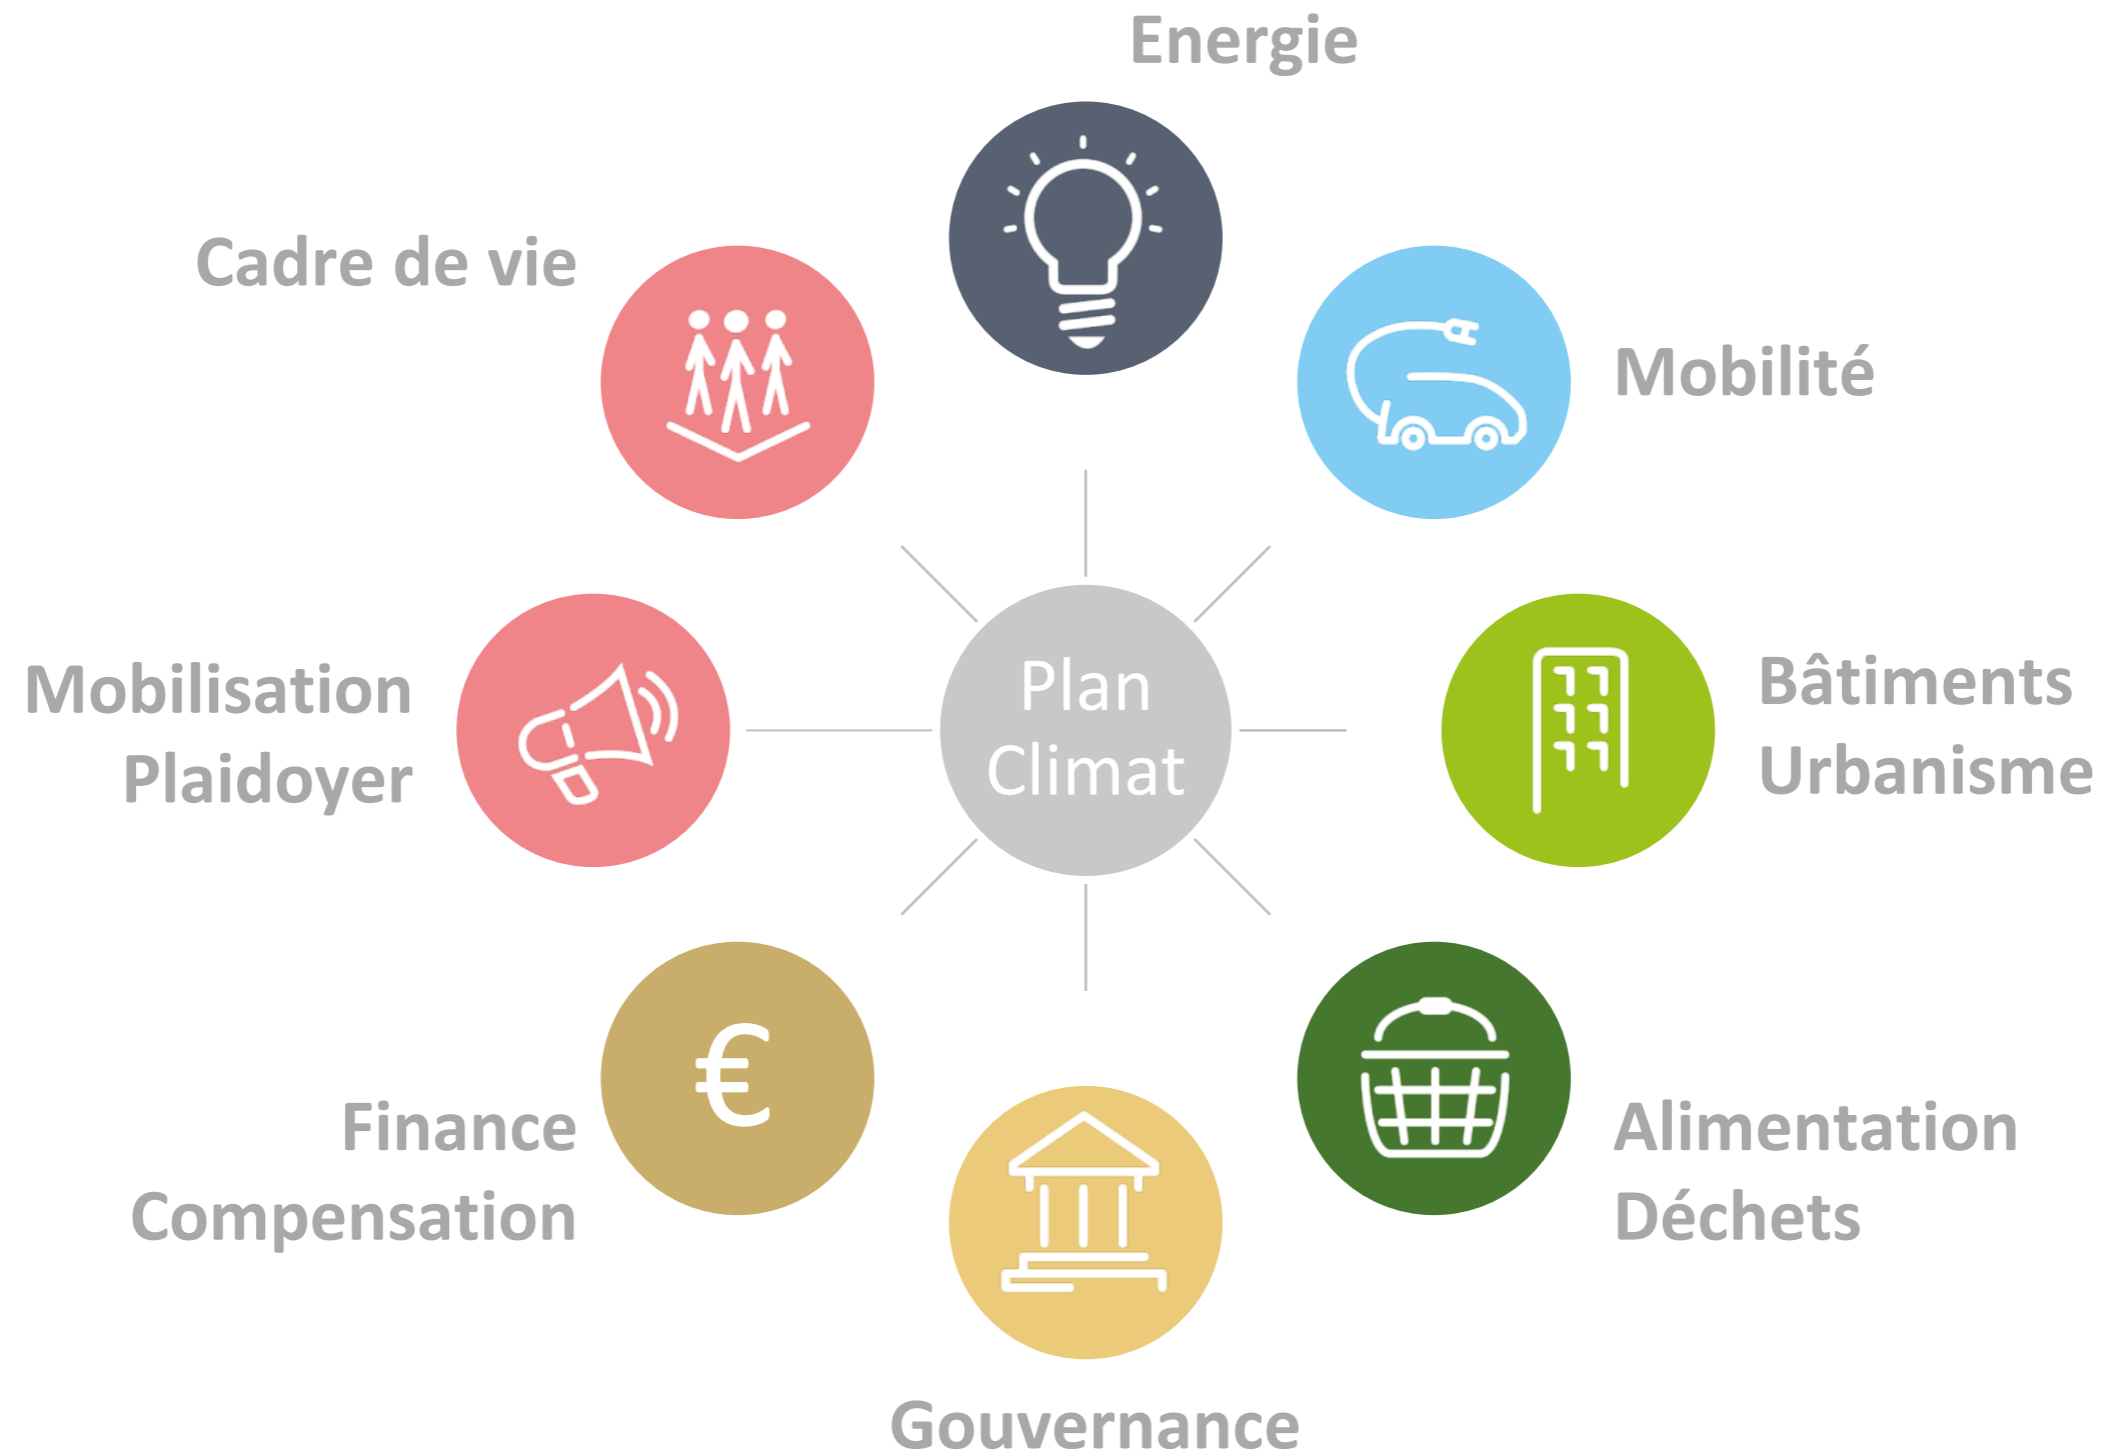 Energie
Cadre de vie
Mobilité
Mobilisation
Plaidoyer
Plan
Climat
Bâtiments
Urbanisme
€
Finance
Compensation
Alimentation
Déchets
Gouvernance